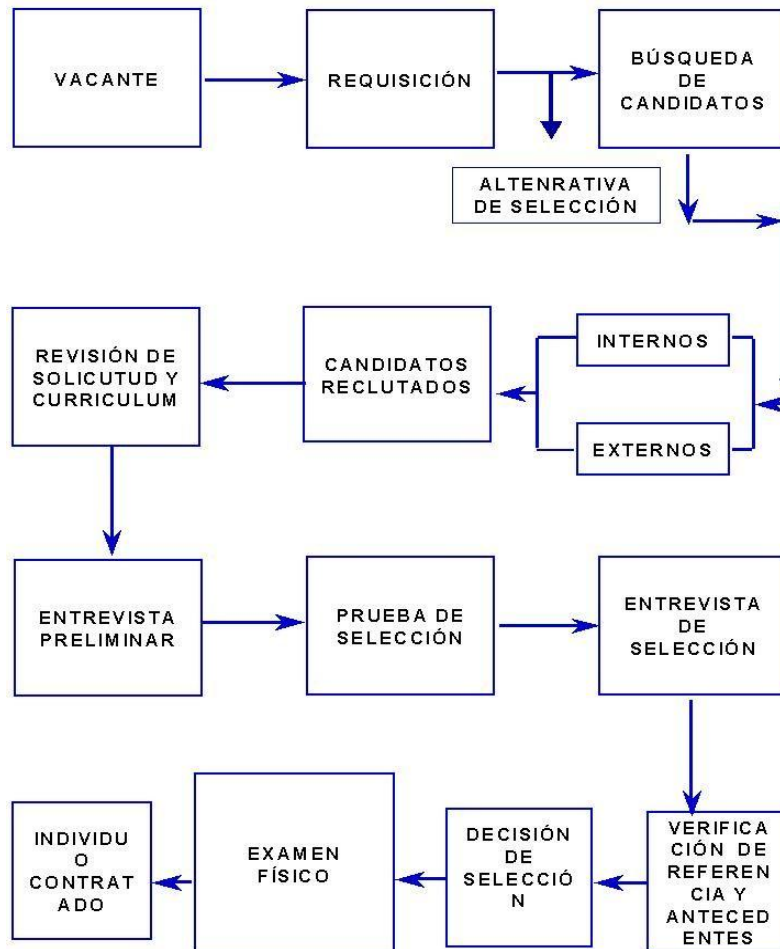 VACANTE
REQUISICIÓN
BÚSQUEDA
DE
CANDIDATOS
ALTENRATIVA
DE SELECCIÓN
INTERNOS
EXTERNOS
CANDIDATOS
RECLUTADOS
REVISIÓN DE
SOLICUTUD Y
CURRICULUM
ENTREVISTA
PRELIMINAR
PRUEBA DE
SELECCIÓN
ENTREVISTA
DE
SELECCIÓN
VERIFICA
CIÓN DE
REFEREN
CIA Y
ANTECED
ENTES
DECISIÓN
DE
SELECCIÓ
N
EXAMEN
FÍSICO
INDIVIDU
O
CONTRAT
ADO